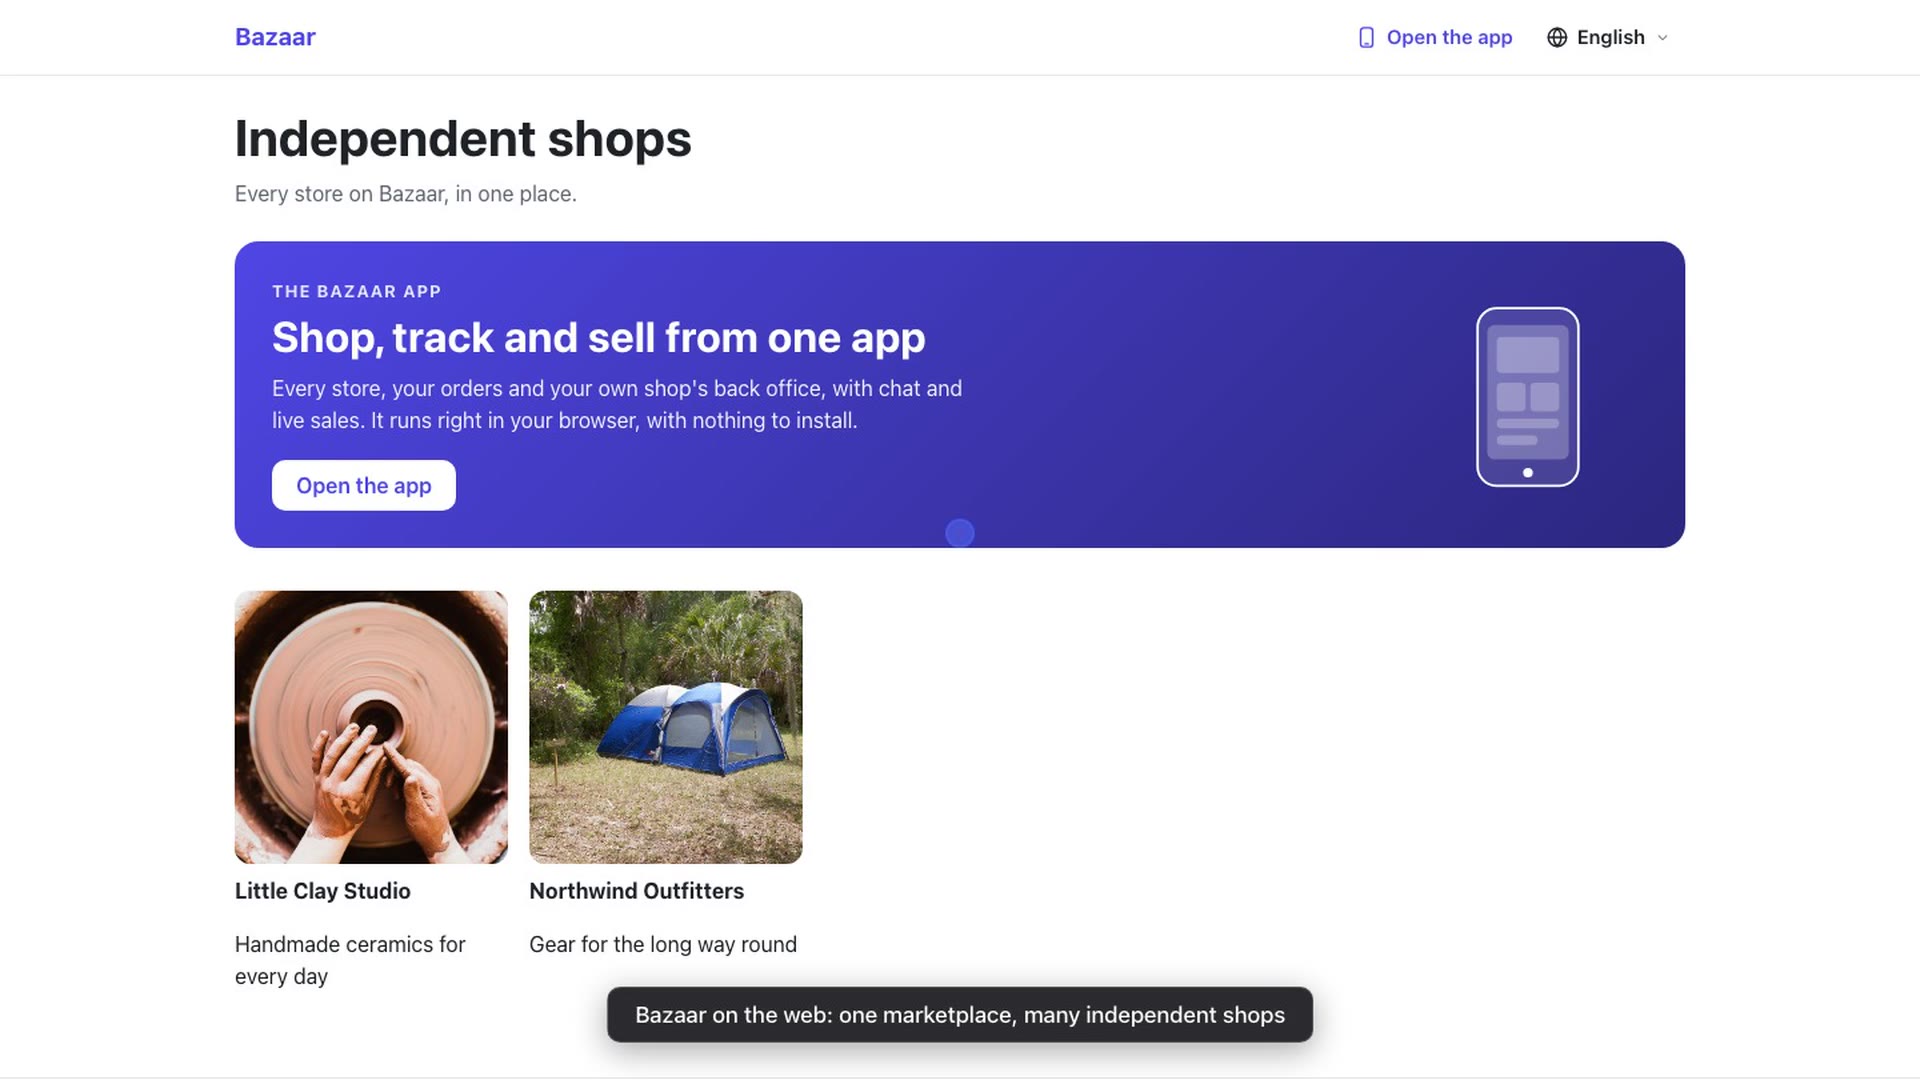 Bazaar
Open the app
English
Independent shops
Every store on Bazaar, in one place.
THE BAZAAR APP
Shop, track and sell from one app
Every store, your orders and your own shop's back office, with chat and
live sales. It runs right in your browser, with nothing to install.
Open the app
Little Clay Studio
Handmade ceramics for
every day
Northwind Outfitters
Gear for the long way round
Bazaar on the web: one marketplace, many independent shops